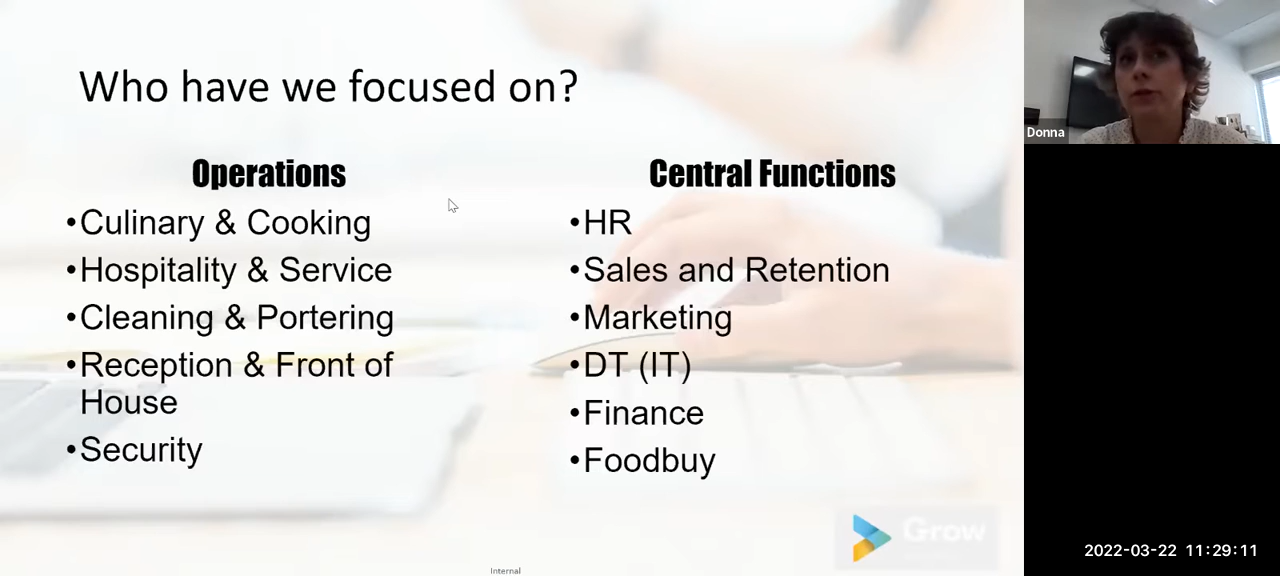 Who have we focused on?
Operations
•Culinary & Cooking
•Hospitality & Service
•Cleaning & Portering
•Reception & Front of
House
•Security
Central Functions
•HR
•Sales and Retention
•Marketing
•DT (IT)
•Finance
•Foodbuy
Grow
Internal
Donna
2022-03-22 11:29:11